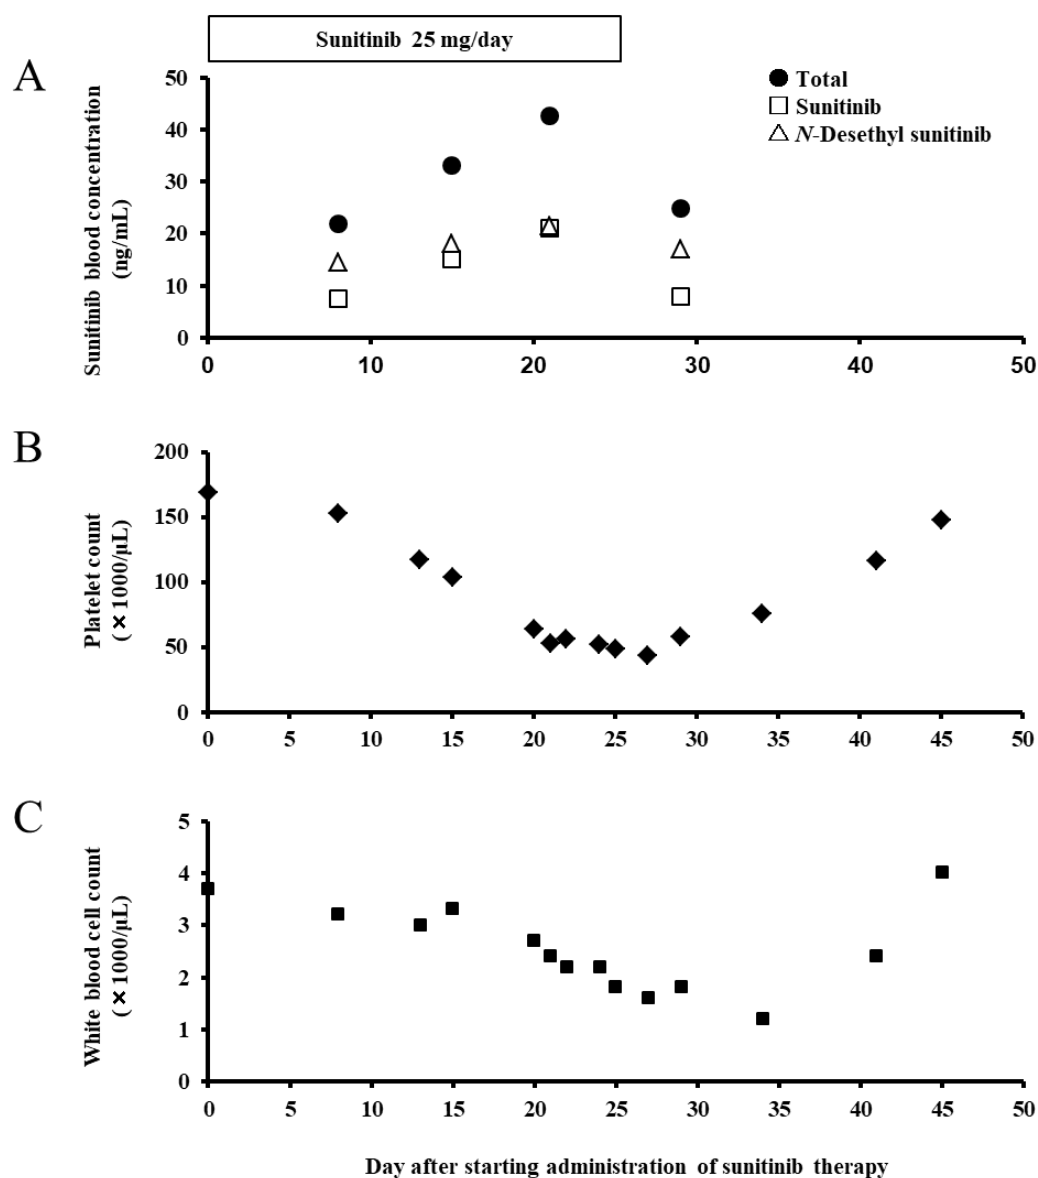 Sunitinib 25 mg/day
A
Sunitinib blood concentration
(ng/mL)
50
40
30
20
10
0
0 10 20 30 40 50
Total
Sunitinib
N-Desethyl sunitinib
B
Platelet count
(×1000/μL)
200
150
100
50
0
0 5 10 15 20 25 30 35 40 45 50
C
White blood cell count
(×1000/μL)
5
4
3
2
1
0
0 5 10 15 20 25 30 35 40 45 50
Day after starting administration of sunitinib therapy